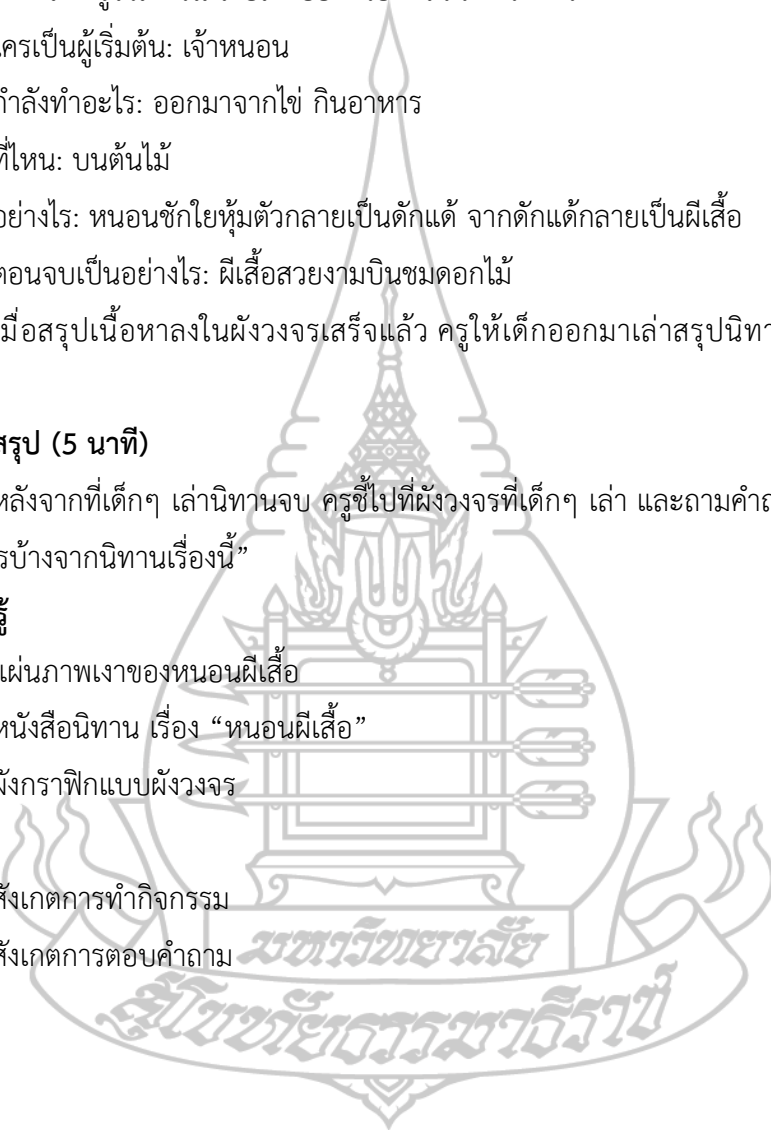 ใครเป็นผู้เริ่มต้น: เจ้าหนอน
กำลังทำอะไร: ออกมาจากไข่ กินอาหาร
ที่ไหน: บนต้นไม้
อย่างไร: หนอนชักใยหุ้มตัวกลายเป็นดักแด้ จากดักแด้กลายเป็นผีเสื้อ
ตอนจบเป็นอย่างไร: ผีเสื้อสวยงามบินชมดอกไม้
เมื่อสรุปเนื้อหาลงในผังวงจรเสร็จแล้ว ครูให้เด็กออกมาเล่าสรุปนิทา
สรุป (5 นาที)
หลังจากที่เด็กๆ เล่านิทานจบ ครูชี้ไปที่ผังวงจรที่เด็กๆ เล่า และถามคำถ
รบ้างจากนิทานเรื่องนี้”
รู้
แผ่นภาพเงาของหนอนผีเสื้อ
หนังสือนิทาน เรื่อง “หนอนผีเสื้อ”
ผังกราฟิกแบบผังวงจร
สังเกตการทำกิจกรรม
สังเกตการตอบคำถาม
มหาวิทยาลัย
สุโขทัยธรรมาธิราช